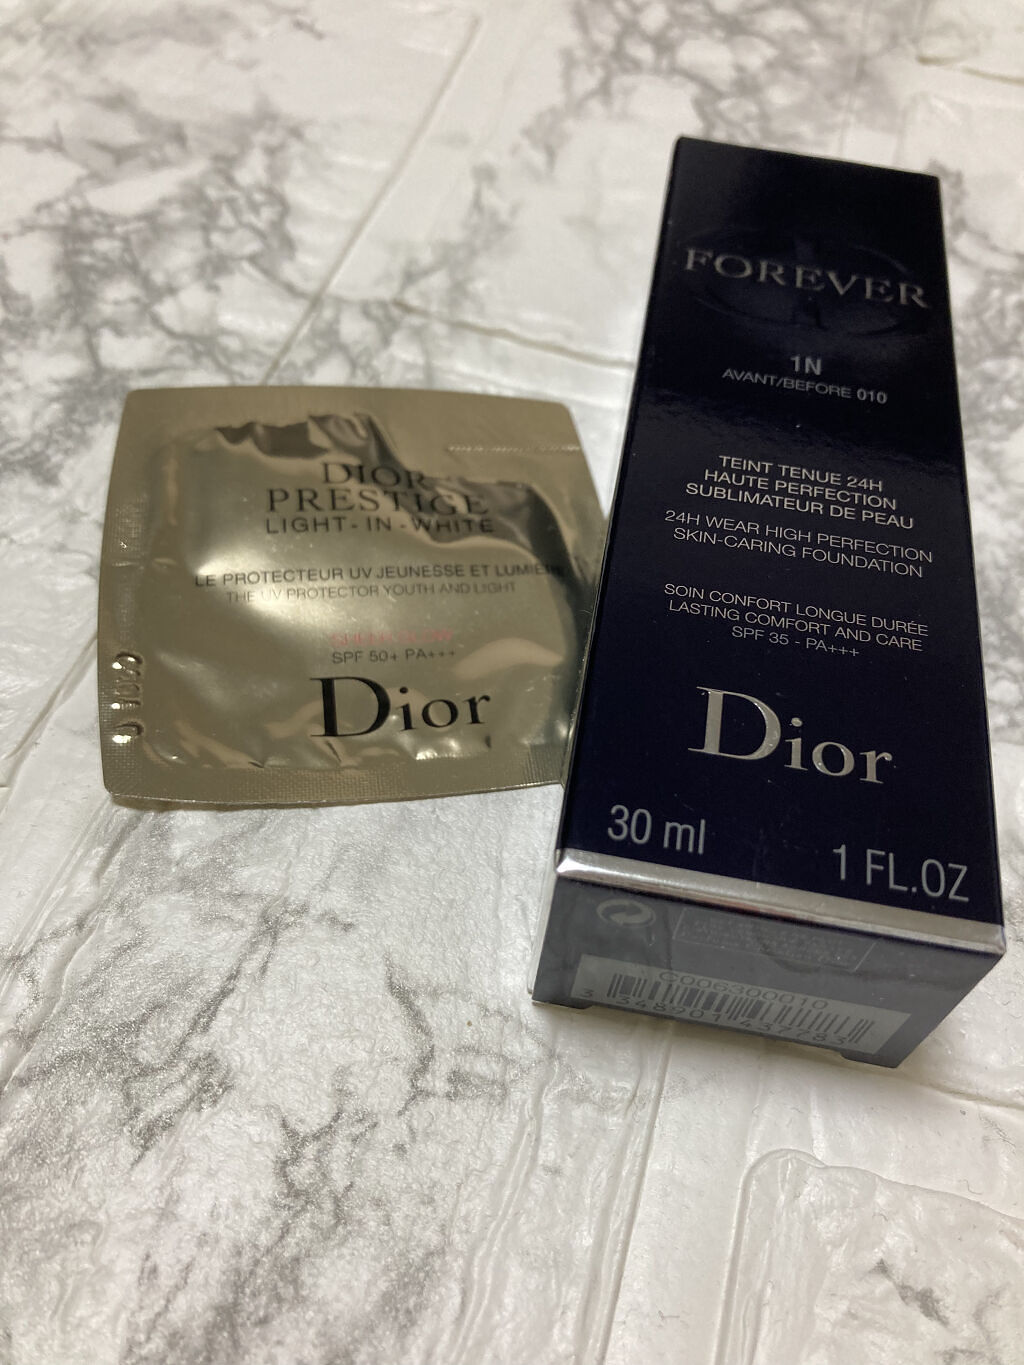 DIOR
PRESTIGE
LIGHT-IN-WHITE
LE PROTECTEUR UV JEUNESSE ET LUMIÈRE
THE UV PROTECTOR YOUTH AND LIGHT
SPF 50+ PA+++
Dior
FOREVER
1N
AVANT/BEFORE 010
TEINT TENUE 24H
HAUTE PERFECTION
SUBLIMATEUR DE PEAU
24H WEAR HIGH PERFECTION
SKIN-CARING FOUNDATION
SOIN CONFORT LONGUE DURÉE
LASTING COMFORT AND CARE
SPF 35 - PA+++
Dior
30 ml
1 FL.OZ
C006300010